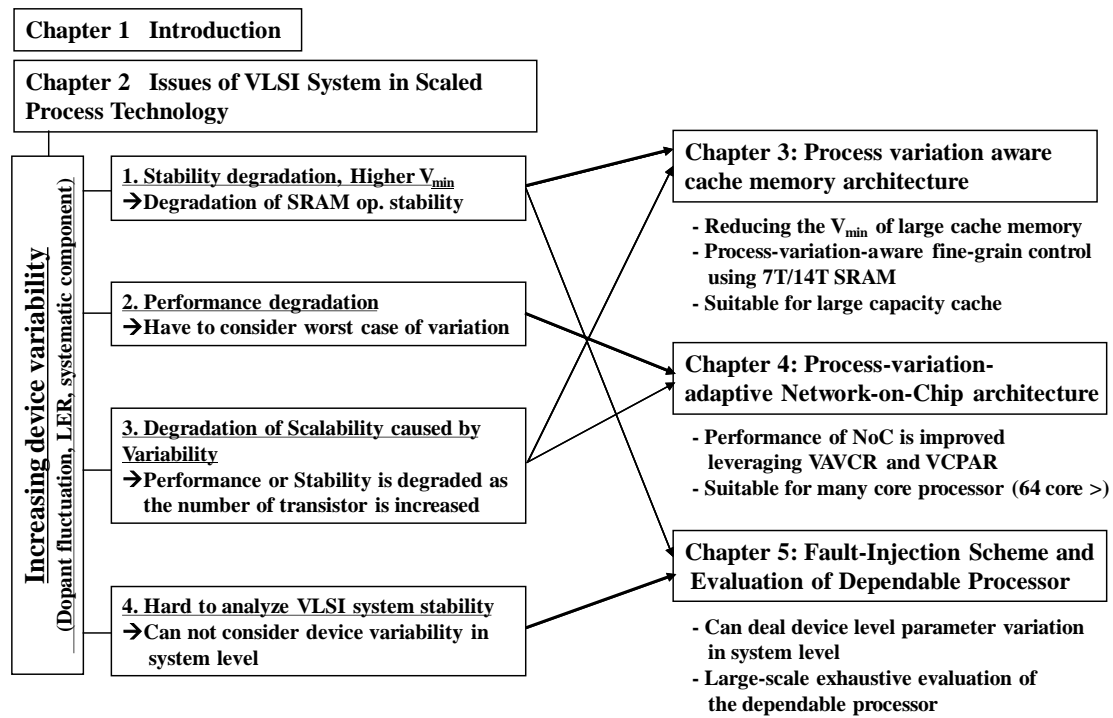 Chapter 1 Introduction
Chapter 2 Issues of VLSI System in Scaled
Process Technology
Increasing device variability
(Dopant fluctuation, LER, systematic component)
1. Stability degradation, Higher Vmin
→Degradation of SRAM op. stability
2. Performance degradation
→Have to consider worst case of variation
3. Degradation of Scalability caused by
Variability
→Performance or Stability is degraded as
the number of transistor is increased
4. Hard to analyze VLSI system stability
→Can not consider device variability in
system level
Chapter 3: Process variation aware
cache memory architecture
- Reducing the Vmin of large cache memory
- Process-variation-aware fine-grain control
using 7T/14T SRAM
- Suitable for large capacity cache
Chapter 4: Process-variation-
adaptive Network-on-Chip architecture
- Performance of NoC is improved
leveraging VAVCR and VCPAR
- Suitable for many core processor (64 core >)
Chapter 5: Fault-Injection Scheme and
Evaluation of Dependable Processor
- Can deal device level parameter variation
in system level
- Large-scale exhaustive evaluation of
the dependable processor